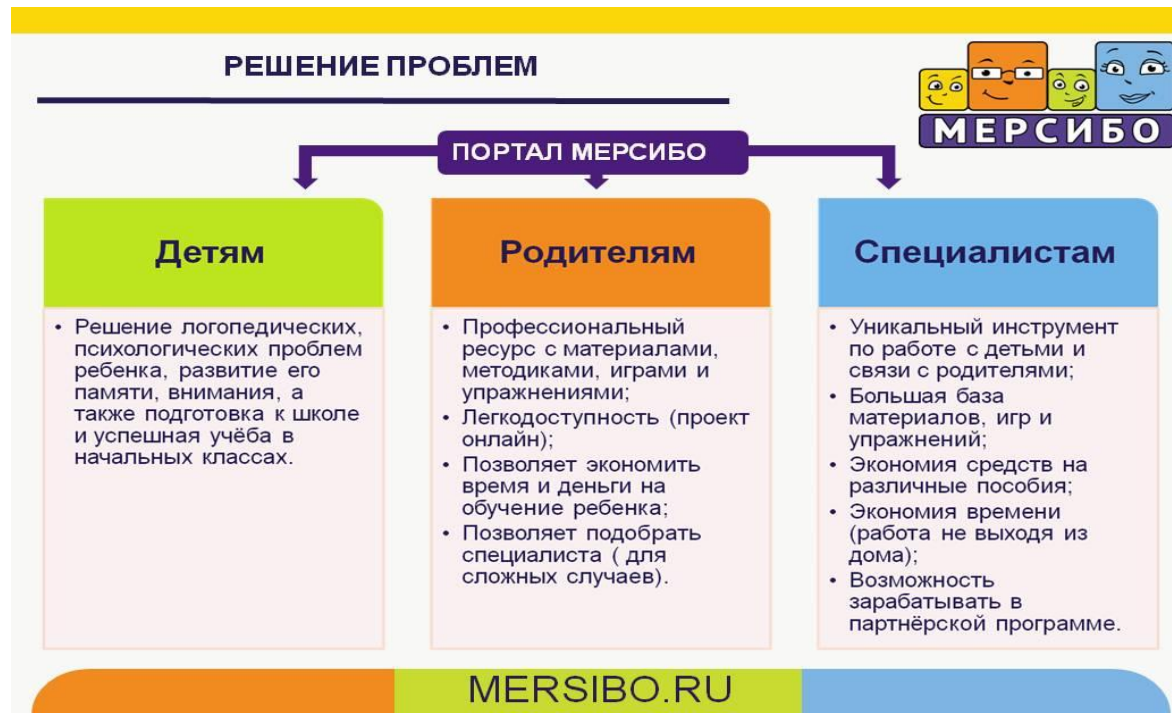 РЕШЕНИЕ ПРОБЛЕМ
МЕРСИБО
ПОРТАЛ МЕРСИБО
Детям
• Решение логопедических,
психологических проблем
ребенка, развитие его
памяти, внимания, а
также подготовка к школе
и успешная учёба в
начальных классах.
Родителям
• Профессиональный
ресурс с материалами,
методиками, играми и
упражнениями;
• Легкодоступность (проект
онлайн);
• Позволяет экономить
время и деньги на
обучение ребенка;
• Позволяет подобрать
специалиста ( для
сложных случаев).
Специалистам
• Уникальный инструмент
по работе с детьми и
связи с родителями;
• Большая база
материалов, игр и
упражнений;
• Экономия средств на
различные пособия;
• Экономия времени
(работа не выходя из
дома);
• Возможность
зарабатывать в
партнёрской программе.
MERSIBO.RU